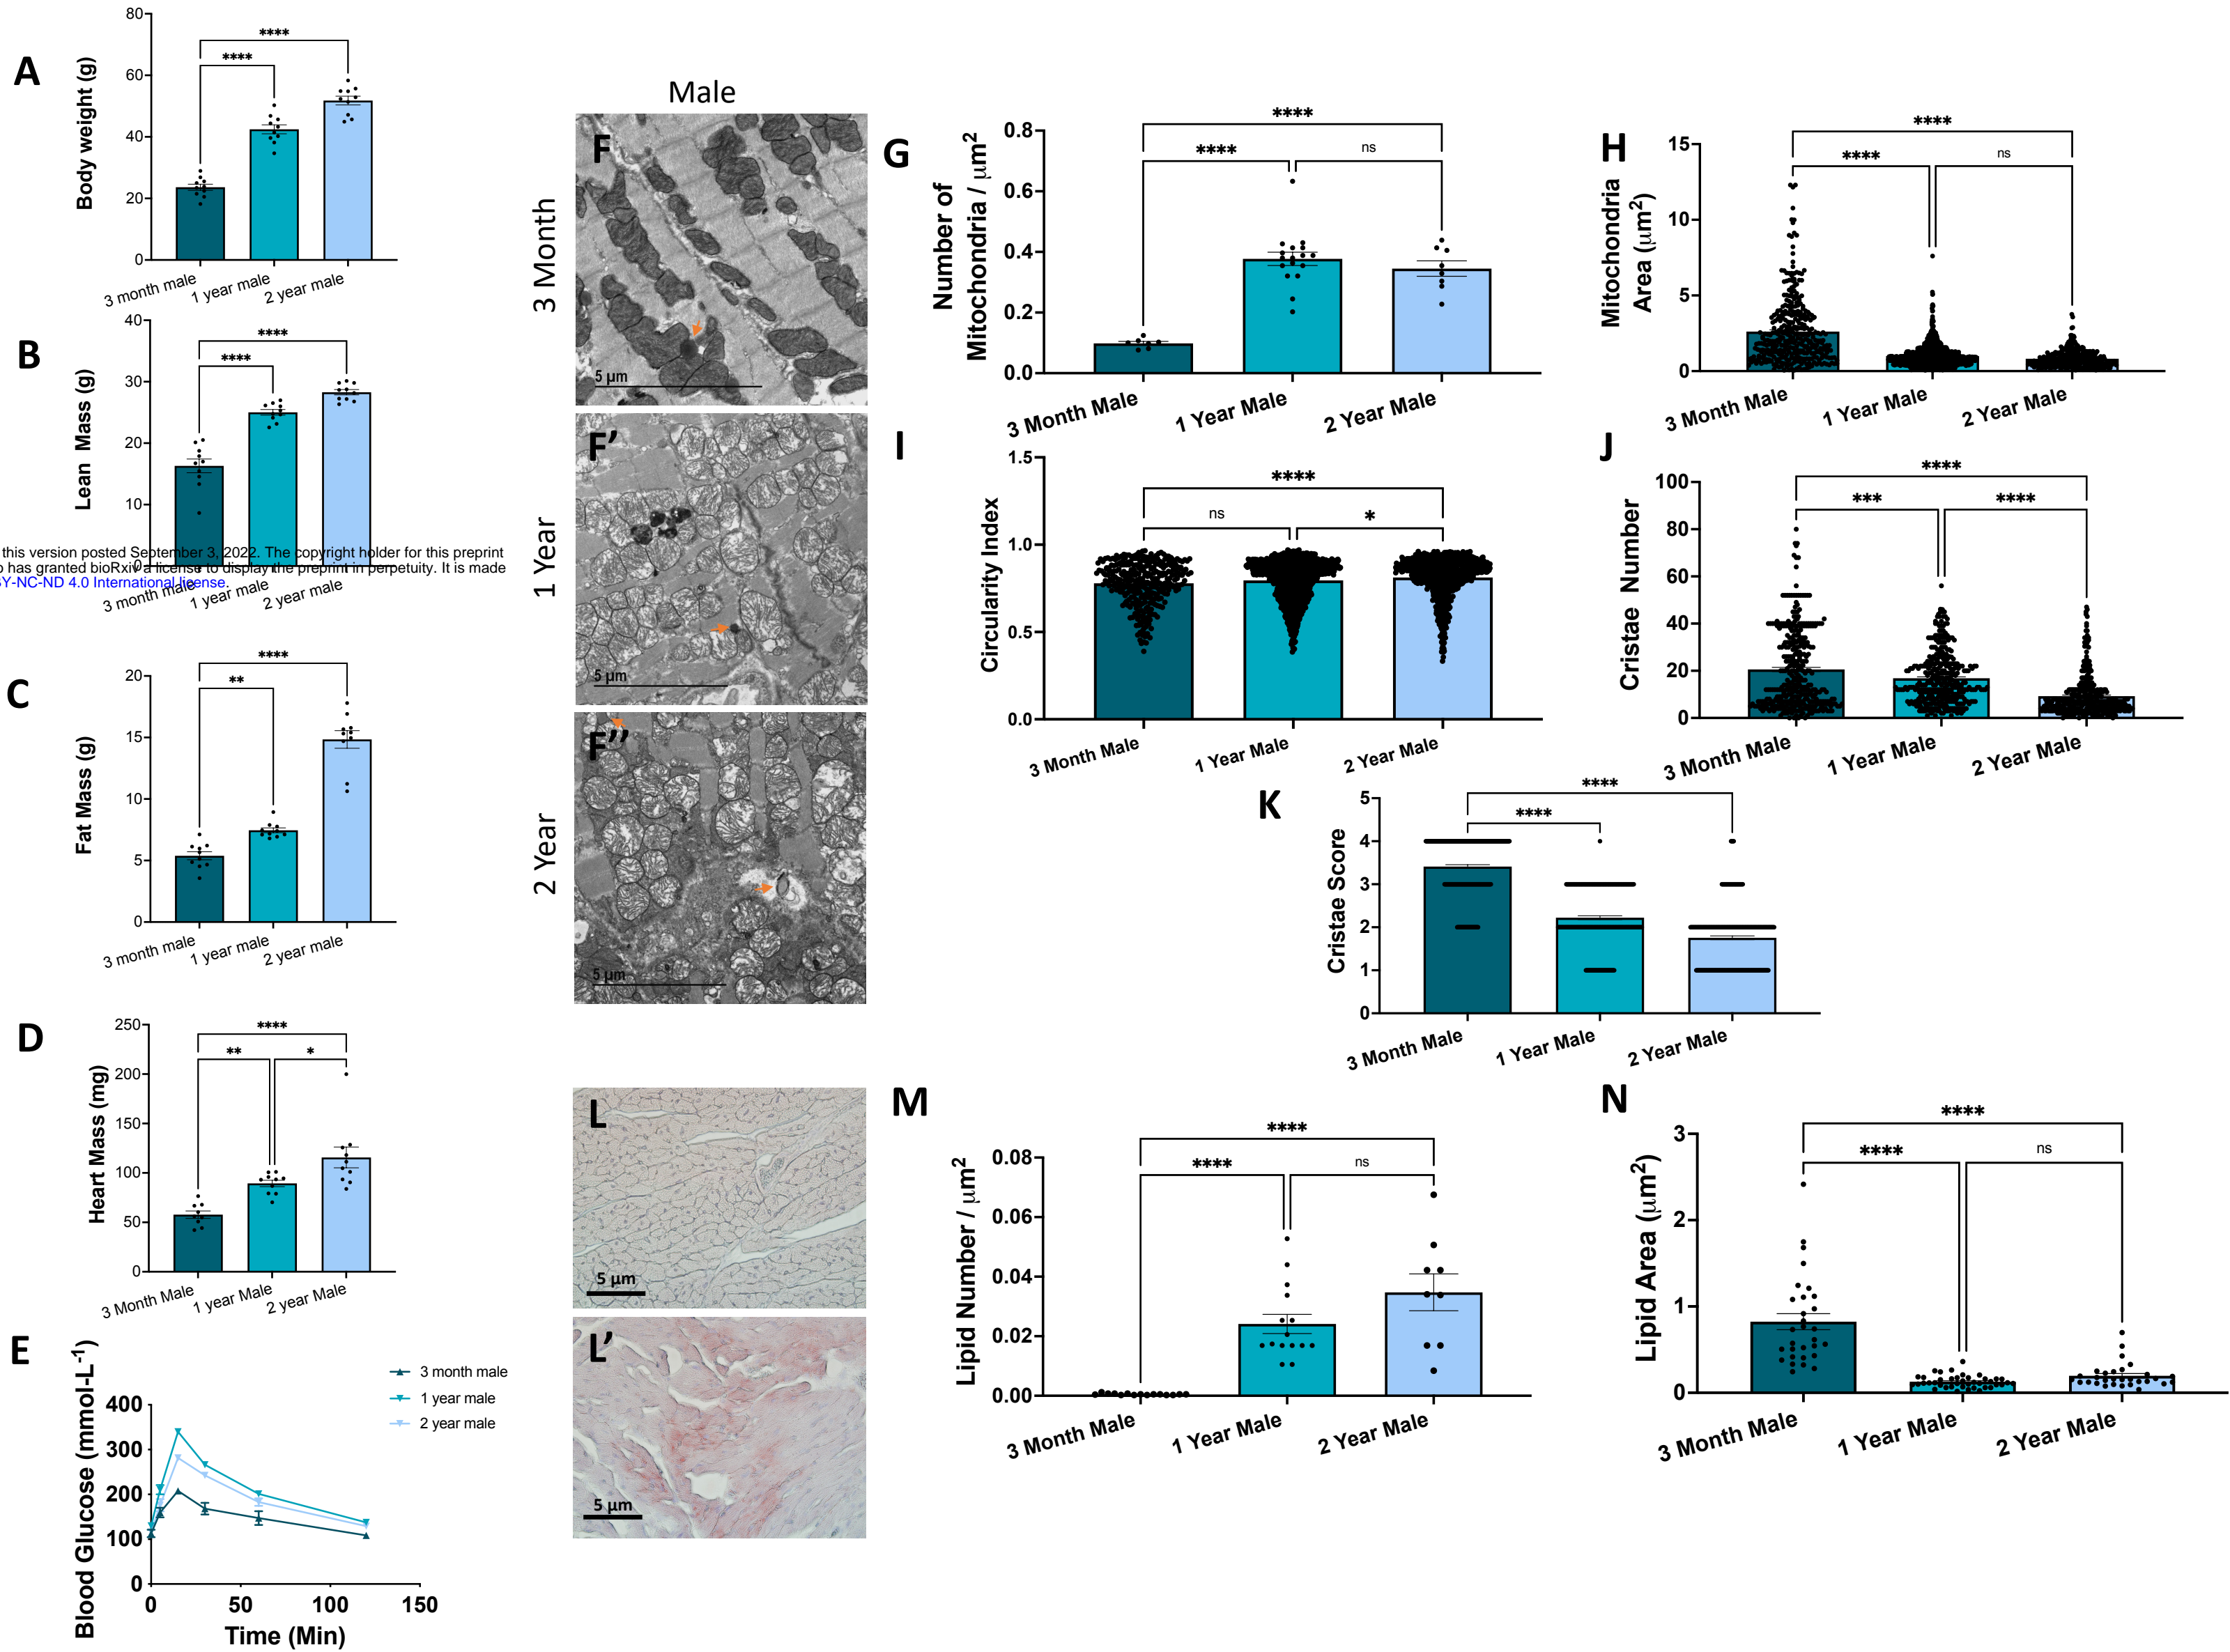 A
Body weight (g)
80
60
40
20
0
****
****
3 month male
1 year male
2 year male
B
Lean Mass (g)
40
30
20
10
0
****
****
3 month male
1 year male
2 year male
this version posted September 3, 2022. The copyright holder for this preprint
has granted bioRxiv a license to display the preprint in perpetuity. It is made
Y-NC-ND 4.0 International license.
C
Fat Mass (g)
20
15
10
5
0
****
**
3 month male
1 year male
2 year male
D
Heart Mass (mg)
250
200
150
100
50
0
****
**
*
3 Month Male
1 year Male
2 year Male
E
Blood Glucose (mmol-L-1)
400
300
200
100
0
0
50
100
150
Time (Min)
3 month male
1 year male
2 year male
Male
3 Month
F
5 µm
1 Year
F’
5 µm
2 Year
F’’
5 µm
G
Number of
Mitochondria / μm2
0.8
0.6
0.4
0.2
0.0
****
****
ns
3 Month Male
1 Year Male
2 Year Male
H
Mitochondria
Area (μm2)
15
10
5
0
****
****
ns
3 Month Male
1 Year Male
2 Year Male
I
Circularity Index
1.5
1.0
0.5
0.0
****
ns
*
3 Month Male
1 Year Male
2 Year Male
J
Cristae Number
100
80
60
40
20
0
****
***
****
3 Month Male
1 Year Male
2 Year Male
K
Cristae Score
5
4
3
2
1
0
****
****
3 Month Male
1 Year Male
2 Year Male
L
5 µm
L’
5 µm
M
Lipid Number / μm2
0.08
0.06
0.04
0.02
0.00
****
****
ns
3 Month Male
1 Year Male
2 Year Male
N
Lipid Area (μm2)
3
2
1
0
****
****
ns
3 Month Male
1 Year Male
2 Year Male